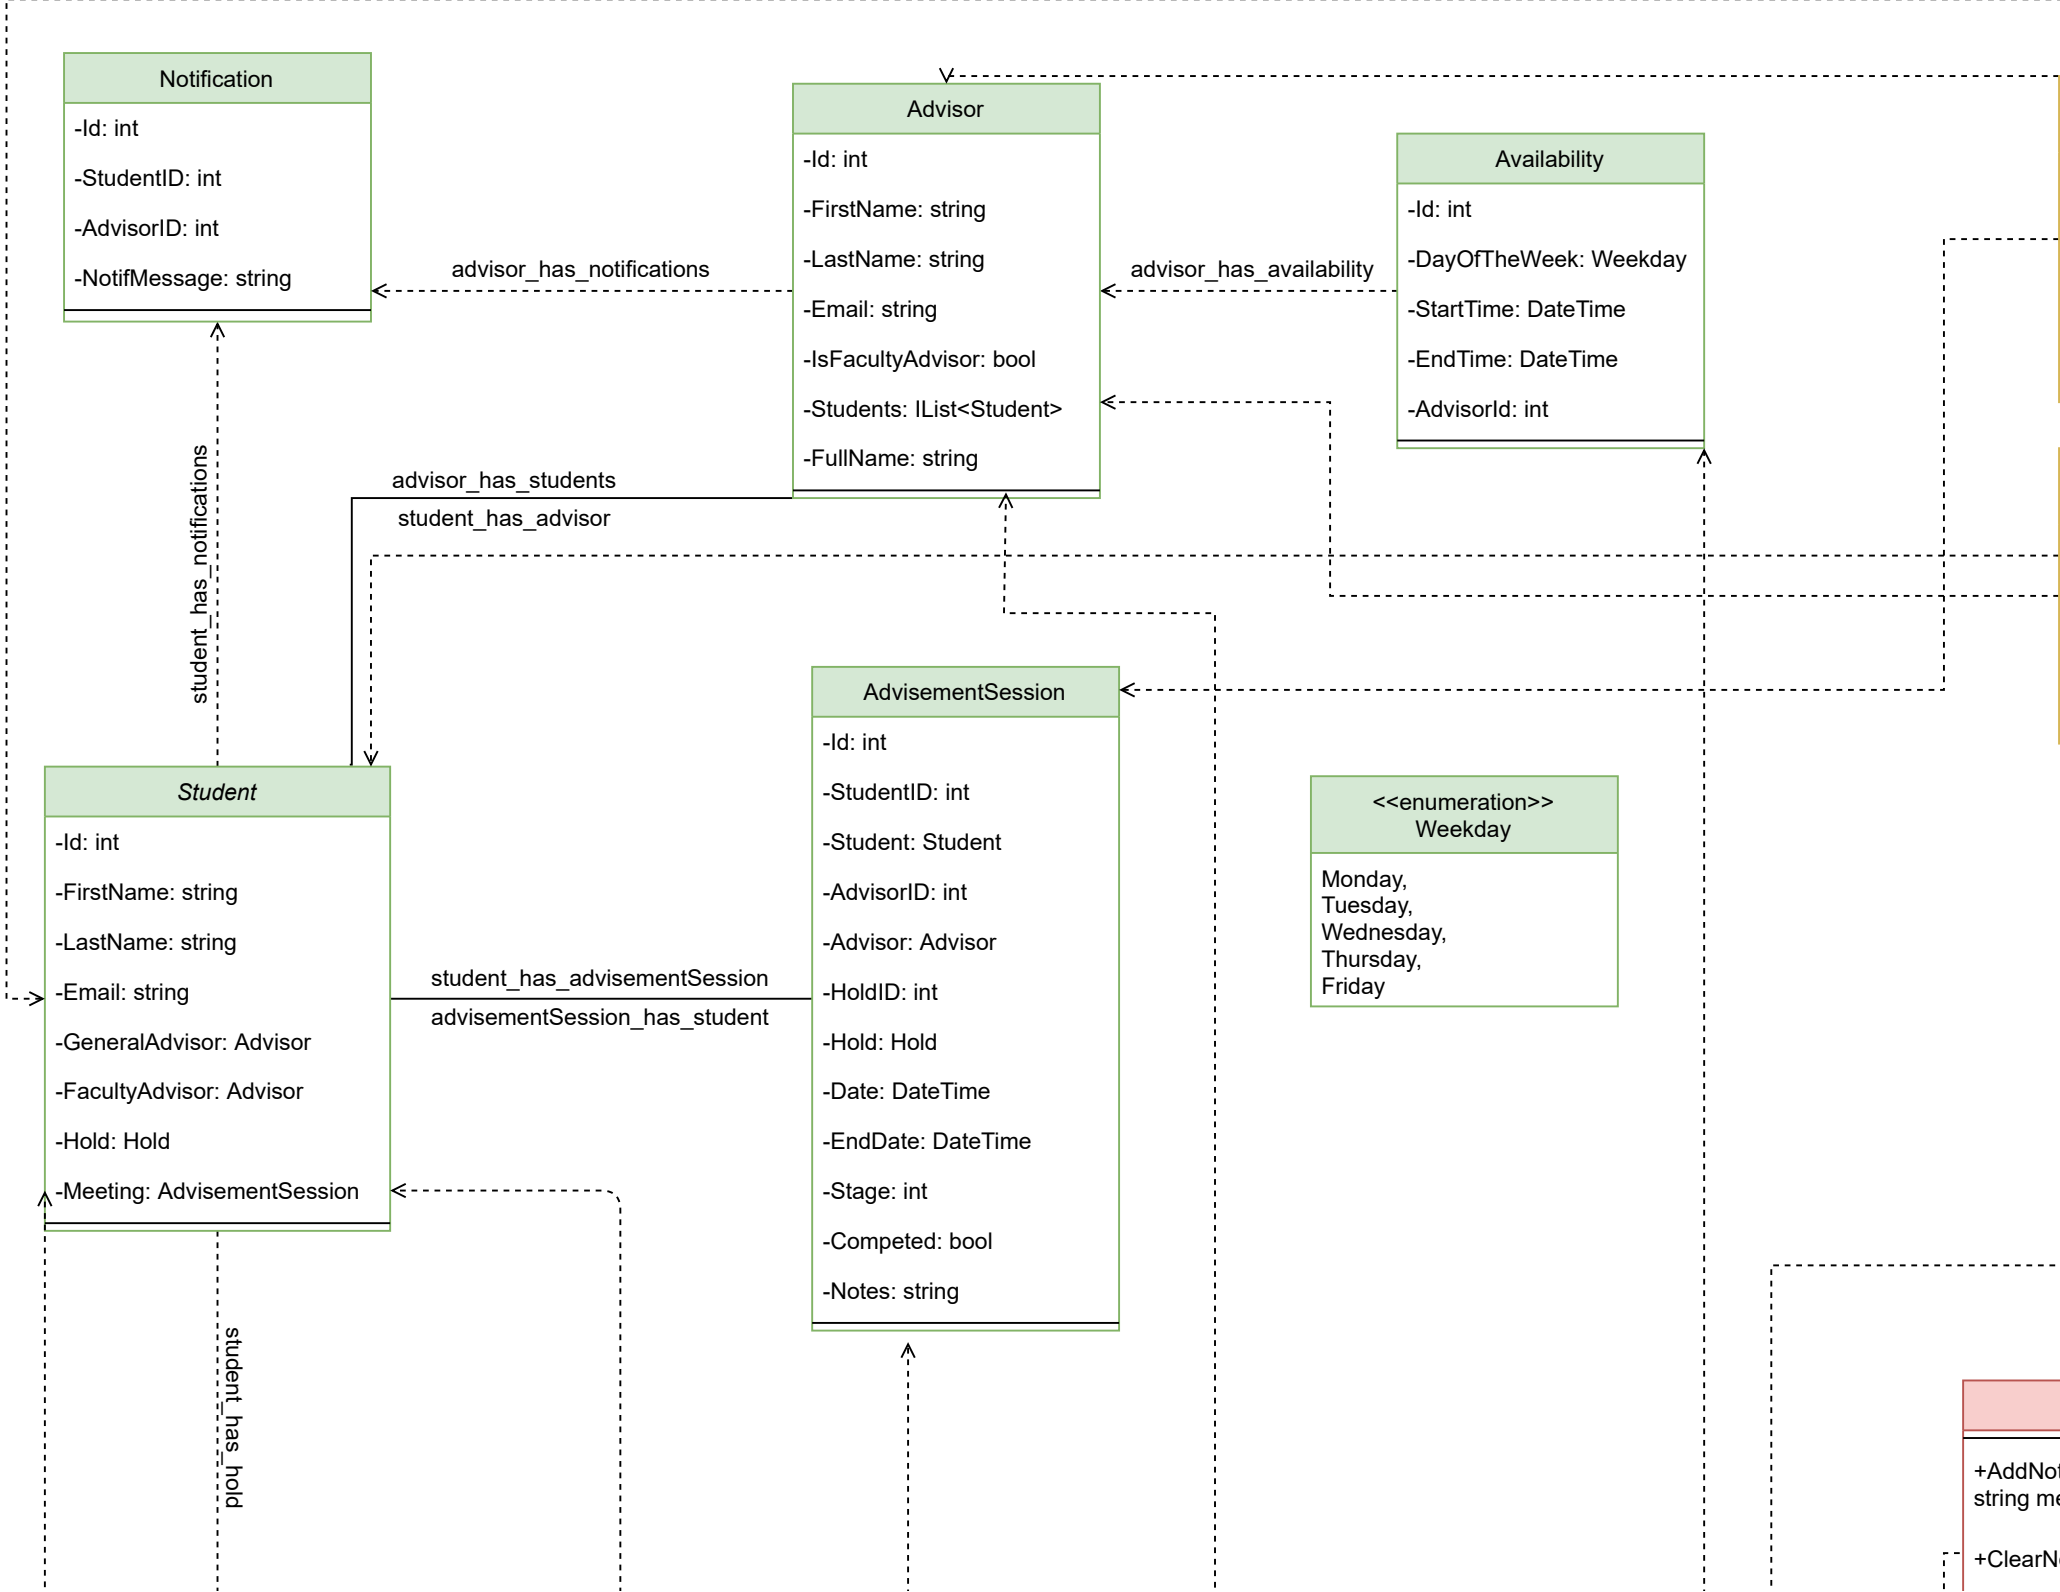 Notification
-Id: int
-StudentID: int
-AdvisorID: int
-NotifMessage: string
advisor_has_notifications
Advisor
-Id: int
-FirstName: string
-LastName: string
-Email: string
-IsFacultyAdvisor: bool
-Students: IList<Student>
-FullName: string
advisor_has_availability
Availability
-Id: int
-DayOfTheWeek: Weekday
-StartTime: DateTime
-EndTime: DateTime
-AdvisorId: int
student_has_notifications
advisor_has_students
student_has_advisor
Student
-Id: int
-FirstName: string
-LastName: string
-Email: string
-GeneralAdvisor: Advisor
-FacultyAdvisor: Advisor
-Hold: Hold
-Meeting: AdvisementSession
student_has_advisementSession
advisementSession_has_student
AdvisementSession
-Id: int
-StudentID: int
-Student: Student
-AdvisorID: int
-Advisor: Advisor
-HoldID: int
-Hold: Hold
-Date: DateTime
-EndDate: DateTime
-Stage: int
-Competed: bool
-Notes: string
<<enumeration>>
Weekday
Monday,
Tuesday,
Wednesday,
Thursday,
Friday
student_has_hold
string